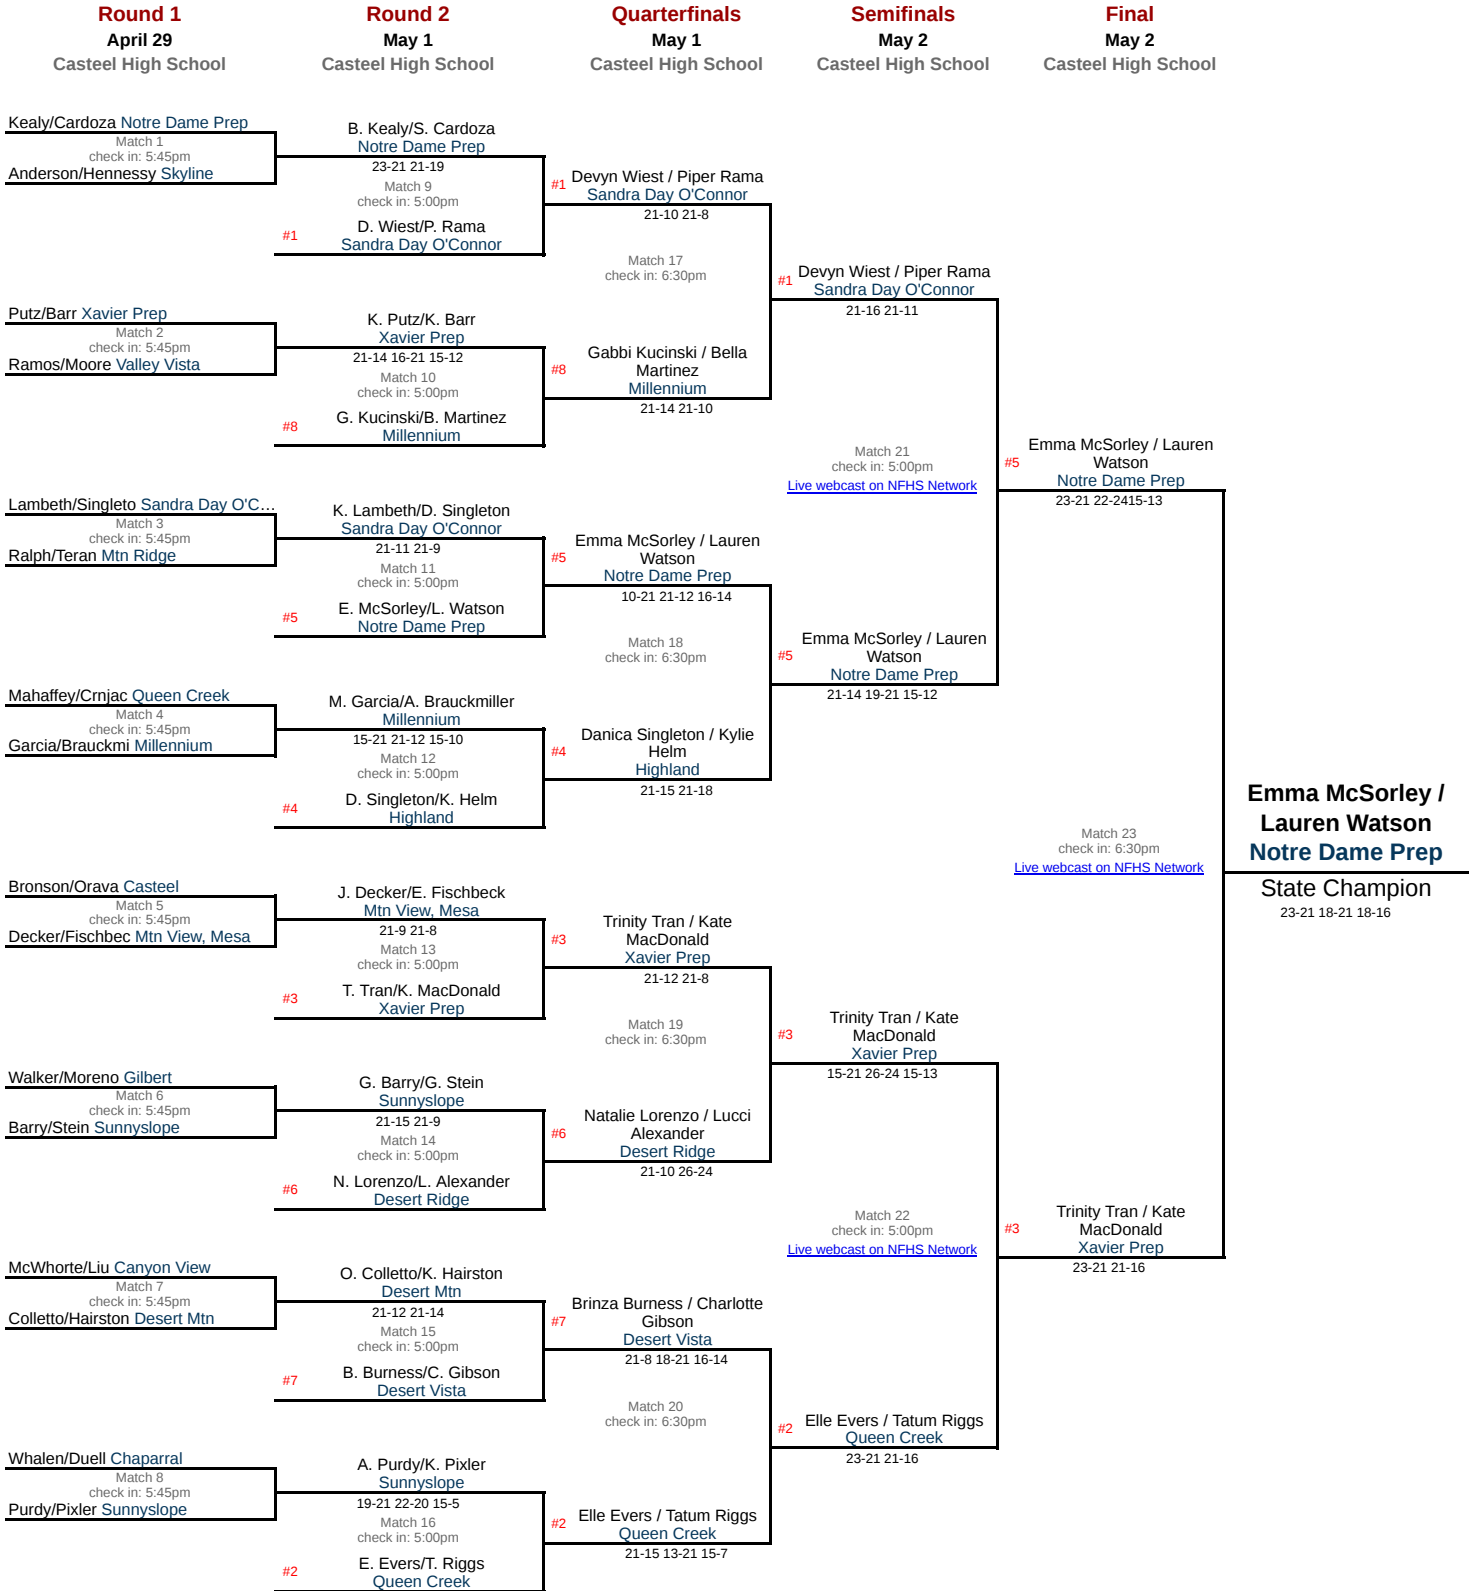 Round 1
April 29
Casteel High School
Round 2
May 1
Casteel High School
Quarterfinals
May 1
Casteel High School
Semifinals
May 2
Casteel High School
Final
May 2
Casteel High School
Kealy/Cardoza Notre Dame Prep
Match 1
check in: 5:45pm
Anderson/Hennessy Skyline
Putz/Barr Xavier Prep
Match 2
check in: 5:45pm
Ramos/Moore Valley Vista
Lambeth/Singleto Sandra Day O'C…
Match 3
check in: 5:45pm
Ralph/Teran Mtn Ridge
Mahaffey/Crnjac Queen Creek
Match 4
check in: 5:45pm
Garcia/Brauckmi Millennium
Bronson/Orava Casteel
Match 5
check in: 5:45pm
Decker/Fischbec Mtn View, Mesa
Walker/Moreno Gilbert
Match 6
check in: 5:45pm
Barry/Stein Sunnyslope
McWhorte/Liu Canyon View
Match 7
check in: 5:45pm
Colletto/Hairston Desert Mtn
Whalen/Duell Chaparral
Match 8
check in: 5:45pm
Purdy/Pixler Sunnyslope
B. Kealy/S. Cardoza
Notre Dame Prep
23-21 21-19
Match 9
check in: 5:00pm
#1
D. Wiest/P. Rama
Sandra Day O'Connor
K. Putz/K. Barr
Xavier Prep
21-14 16-21 15-12
Match 10
check in: 5:00pm
#8
G. Kucinski/B. Martinez
Millennium
K. Lambeth/D. Singleton
Sandra Day O'Connor
21-11 21-9
Match 11
check in: 5:00pm
#5
E. McSorley/L. Watson
Notre Dame Prep
M. Garcia/A. Brauckmiller
Millennium
15-21 21-12 15-10
Match 12
check in: 5:00pm
#4
D. Singleton/K. Helm
Highland
J. Decker/E. Fischbeck
Mtn View, Mesa
21-9 21-8
Match 13
check in: 5:00pm
#3
T. Tran/K. MacDonald
Xavier Prep
G. Barry/G. Stein
Sunnyslope
21-15 21-9
Match 14
check in: 5:00pm
#6
N. Lorenzo/L. Alexander
Desert Ridge
O. Colletto/K. Hairston
Desert Mtn
21-12 21-14
Match 15
check in: 5:00pm
#7
B. Burness/C. Gibson
Desert Vista
A. Purdy/K. Pixler
Sunnyslope
19-21 22-20 15-5
Match 16
check in: 5:00pm
#2
E. Evers/T. Riggs
Queen Creek
#1
Devyn Wiest / Piper Rama
Sandra Day O'Connor
21-10 21-8
Match 17
check in: 6:30pm
#8
Gabbi Kucinski / Bella
Martinez
Millennium
21-14 21-10
#5
Emma McSorley / Lauren
Watson
Notre Dame Prep
10-21 21-12 16-14
Match 18
check in: 6:30pm
#4
Danica Singleton / Kylie
Helm
Highland
21-15 21-18
#3
Trinity Tran / Kate
MacDonald
Xavier Prep
21-12 21-8
Match 19
check in: 6:30pm
#6
Natalie Lorenzo / Lucci
Alexander
Desert Ridge
21-10 26-24
#7
Brinza Burness / Charlotte
Gibson
Desert Vista
21-8 18-21 16-14
Match 20
check in: 6:30pm
#2
Elle Evers / Tatum Riggs
Queen Creek
21-15 13-21 15-7
#1
Devyn Wiest / Piper Rama
Sandra Day O'Connor
21-16 21-11
Match 21
check in: 5:00pm
Live webcast on NFHS Network
#5
Emma McSorley / Lauren
Watson
Notre Dame Prep
21-14 19-21 15-12
#3
Trinity Tran / Kate
MacDonald
Xavier Prep
15-21 26-24 15-13
Match 22
check in: 5:00pm
Live webcast on NFHS Network
#2
Elle Evers / Tatum Riggs
Queen Creek
23-21 21-16
#5
Emma McSorley / Lauren
Watson
Notre Dame Prep
23-21 22-2415-13
Match 23
check in: 6:30pm
Live webcast on NFHS Network
#3
Trinity Tran / Kate
MacDonald
Xavier Prep
23-21 21-16
Emma McSorley /
Lauren Watson
Notre Dame Prep
State Champion
23-21 18-21 18-16